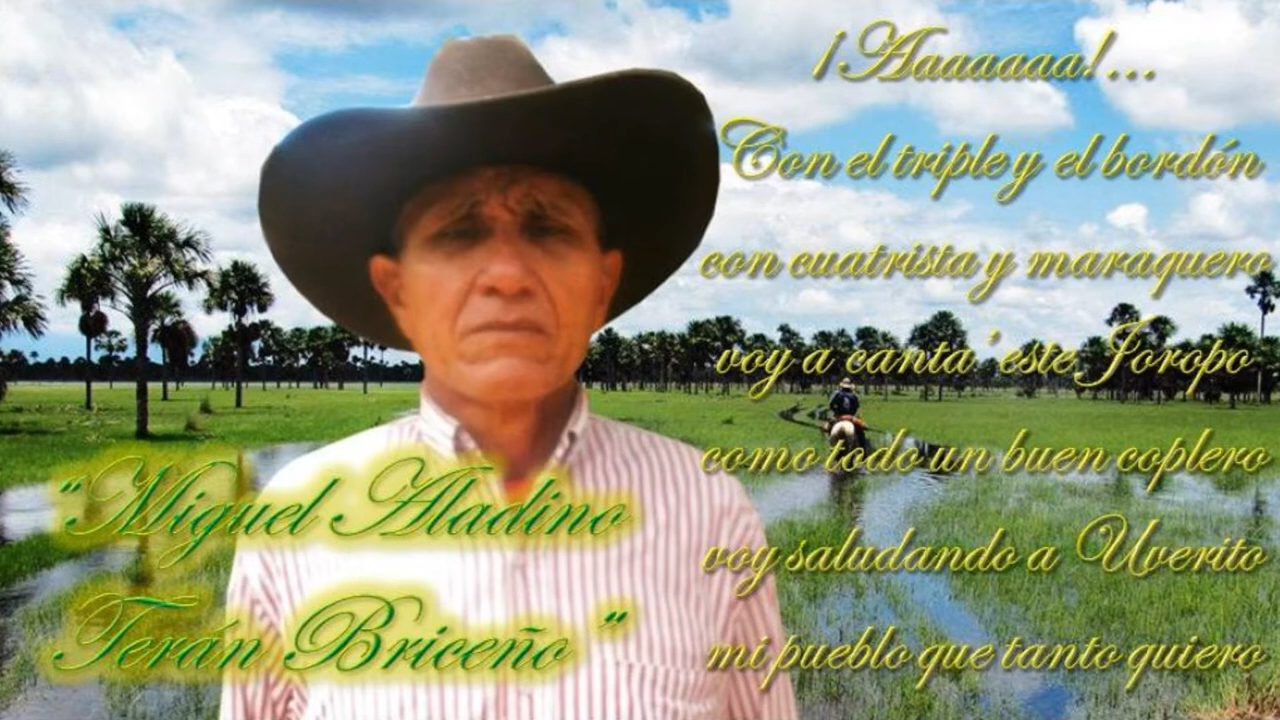 ¡Aaaaaaa!...
Con el triple y el bordón
con cuatrista y maraquero
voy a canta' este Joropo
como todo un buen coplero
voy saludando a Uverito
mi pueblo que tanto quiero
"Miguel Aladino
Terán Briceño"